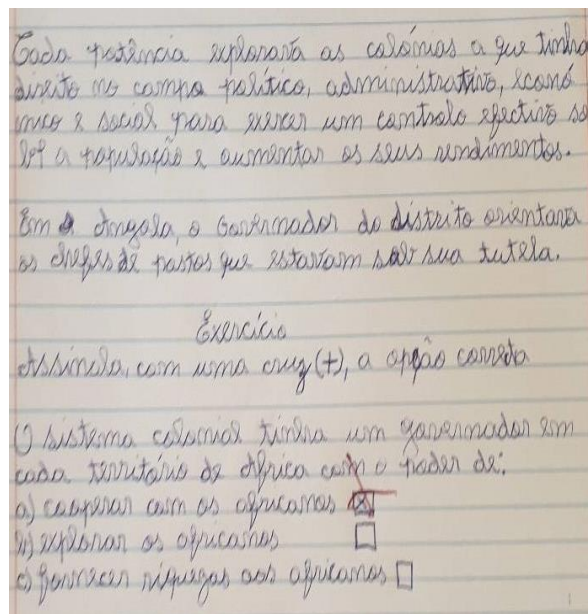 Cada potência explorava as colónias a que tinha
direito no campo político, administrativo, econó
mico e social para exercer um controlo efectivo so
bre a população e aumentar os seus rendimentos.
Em Angola, o Governador do distrito orientava
os chefes de postos que estavam sob sua tutela.
Exercício
Assinala, com uma cruz (+), a opção correta
O sistema colonial tinha um governador em
cada território de África com o poder de:
a) cooperar com os africanos
b) explorar os africanos
c) fornecer riquezas aos africanos